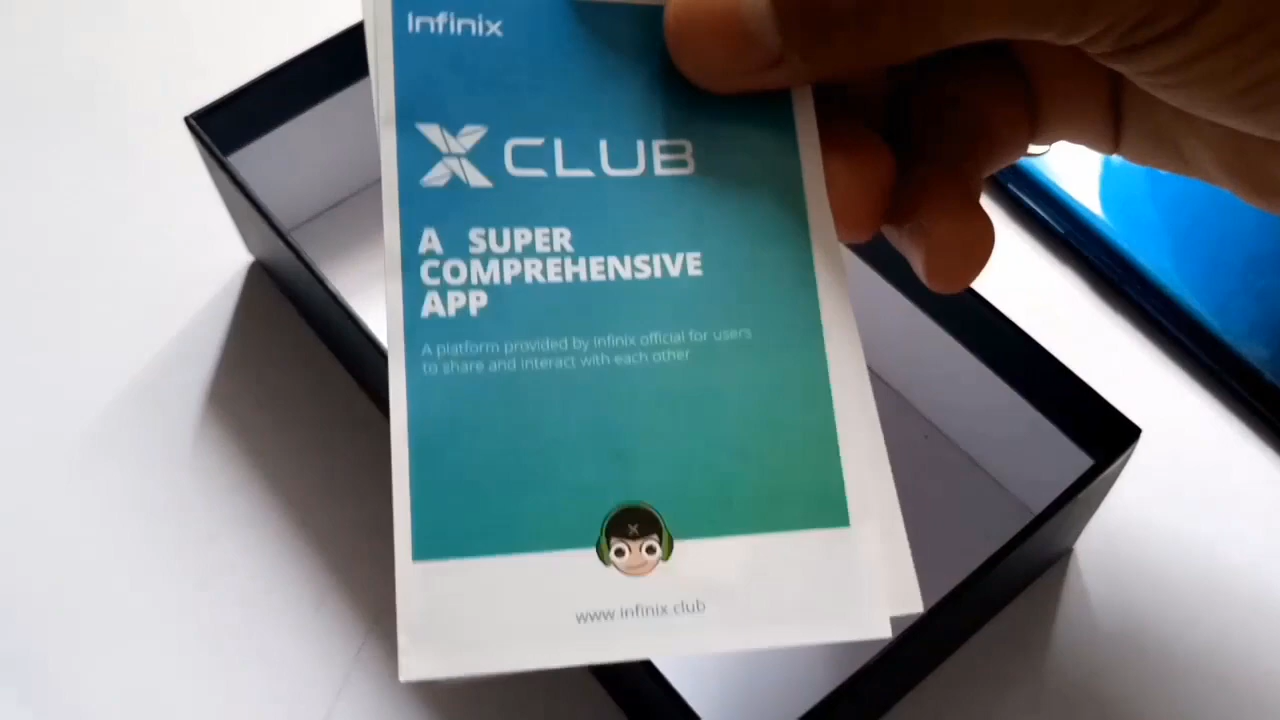 Infinix
X CLUB
A SUPER
COMPREHENSIVE
APP
A platform provided by Infinix official for users
to share and interact with each other
X
www.infinix.club